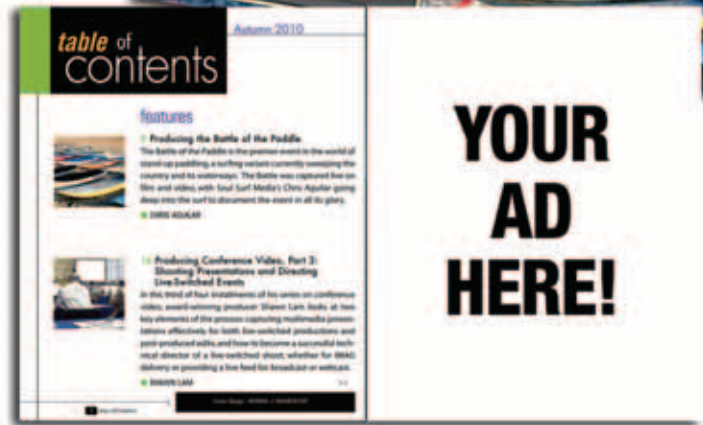 table of
contents
Autumn 2010
features
Producing the Battle of the Paddle
The Battle of the Paddle is the premier event in the world of
stand-up paddling, a surfing variant currently sweeping the
country and its waterways. The Battle was captured live on
film and video, with Soul Surf Media's Chris Aguilar going
deep into the surf to document the event in all its glory.
CHRIS AGUILAR
Producing Conference Video, Part 3:
Shooting Presentations and Directing
Live-Switched Events
In this third of four installments of his series on conference
video, award-winning producer Shawn Lam looks at two
key elements of the process: capturing multimedia presen-
tations effectively for both live-switched productions and
post-produced edits, and how to become a successful tech-
nical director of a live-switched shoot, whether for IMAG
delivery or providing a live feed for broadcast or webcast.
SHAWN LAM
YOUR
AD
HERE!